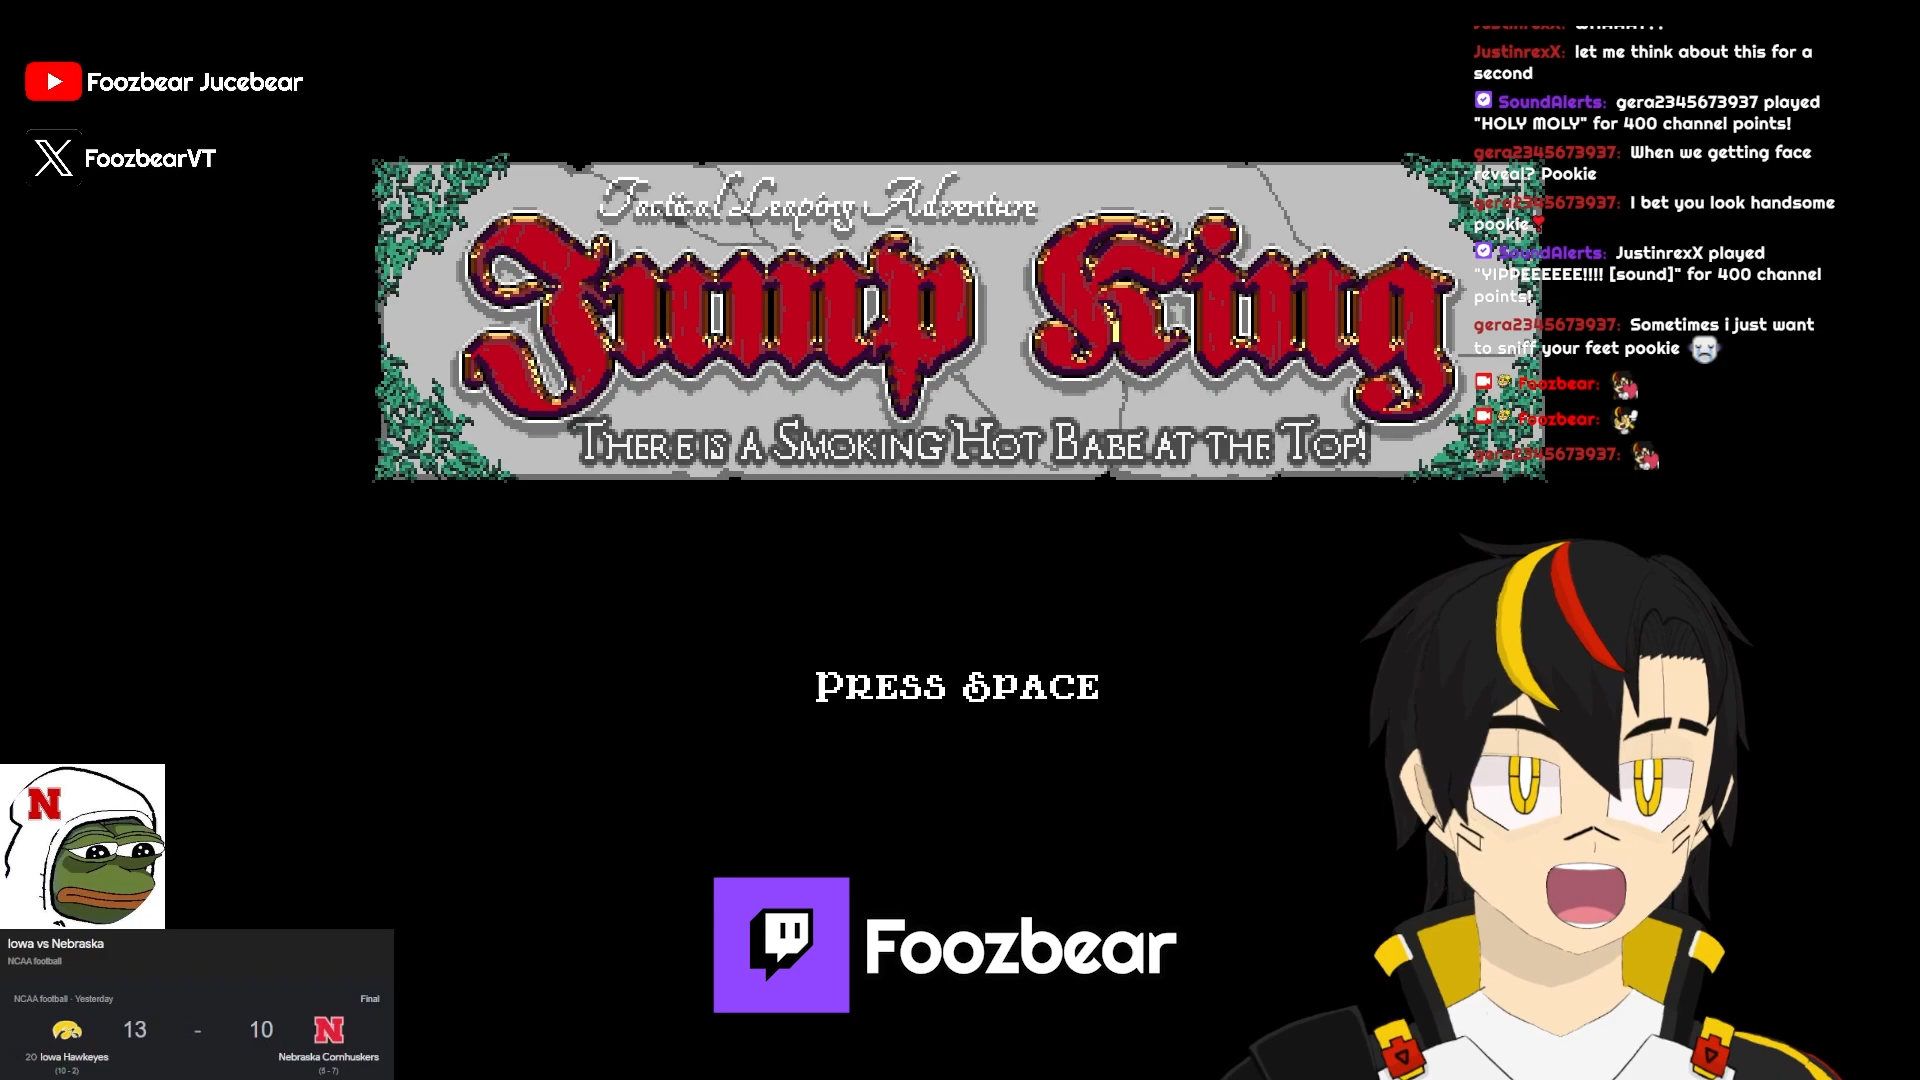 Foozbear Jucebear
FoozbearVT
Tactical Leaping Adventure
Jump King
There is a Smoking Hot Babe at the Top!
Press Space
JustinrexX: let me think about this for a
second
SoundAlerts: gera2345673937 played
"HOLY MOLY" for 400 channel points!
gera2345673937: When we getting face
reveal? Pookie
gera2345673937: I bet you look handsome
pookie
SoundAlerts: JustinrexX played
"YIPPEEEEEE!!!! [sound]" for 400 channel
points!
gera2345673937: Sometimes i just want
to sniff your feet pookie
Foozbear:
Foozbear:
gera2345673937:
N
Iowa vs Nebraska
NCAA football
NCAA football · Yesterday
Final
13 - 10
N
20 Iowa Hawkeyes
Nebraska Cornhuskers
(10 - 2)
(5 - 7)
Foozbear